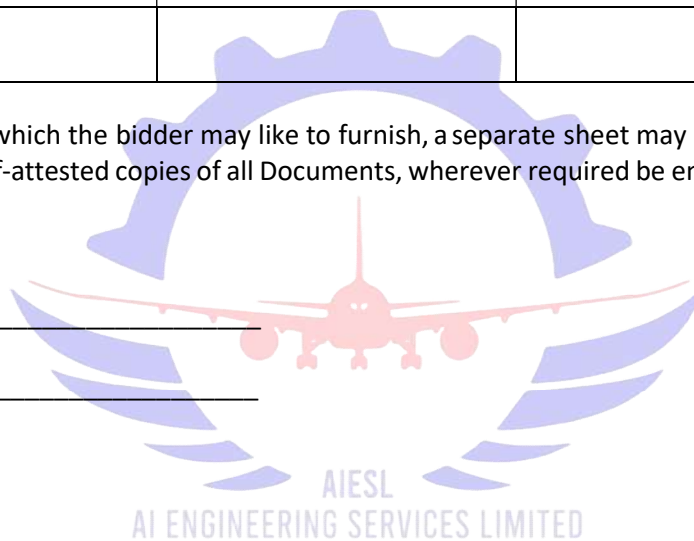 which the bidder may like to furnish, a separate sheet may
f-attested copies of all Documents, wherever required be en
AIESL
AI ENGINEERING SERVICES LIMITED